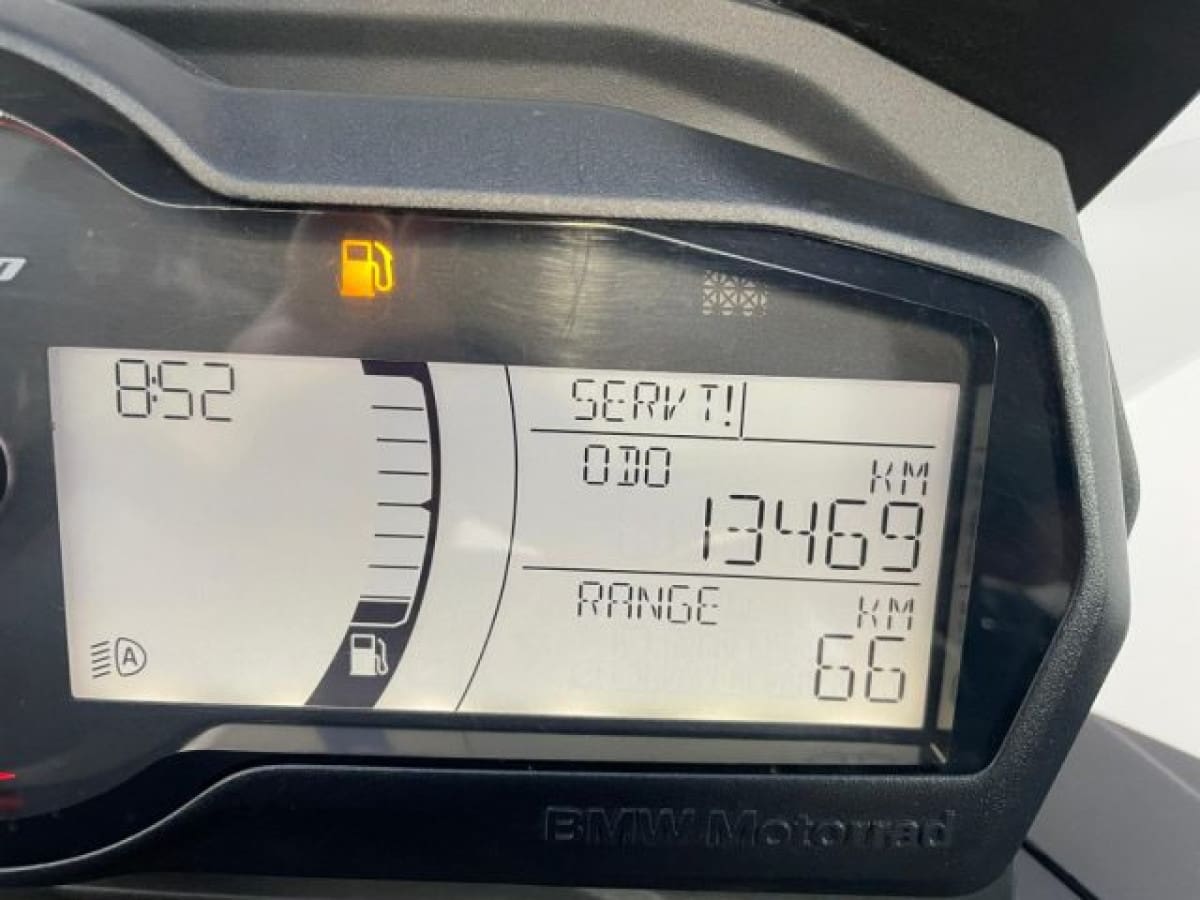 8:52
SERV T!
ODO KM
13469
RANGE KM
66
A
BMW Motorrad